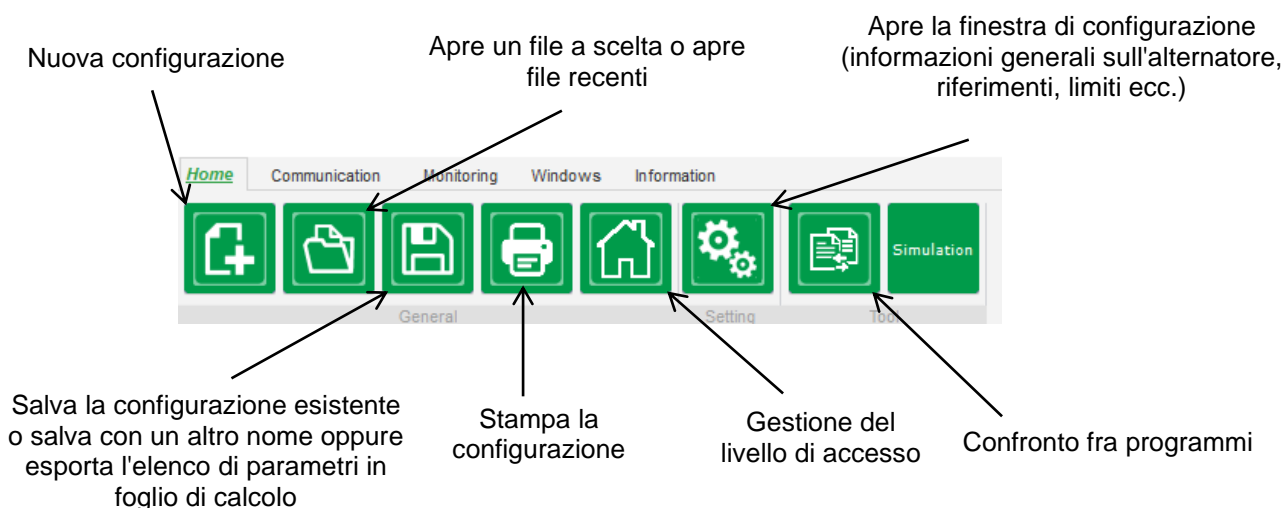 Nuova configurazione
Apre un file a scelta o apre
file recenti
Apre la finestra di configurazione
(informazioni generali sull'alternatore,
riferimenti, limiti ecc.)
Home Communication Monitoring Windows Information
Simulation
General Setting Tool
Salva la configurazione esistente
o salva con un altro nome oppure
esporta l'elenco di parametri in
foglio di calcolo
Stampa la
configurazione
Gestione del
livello di accesso
Confronto fra programmi